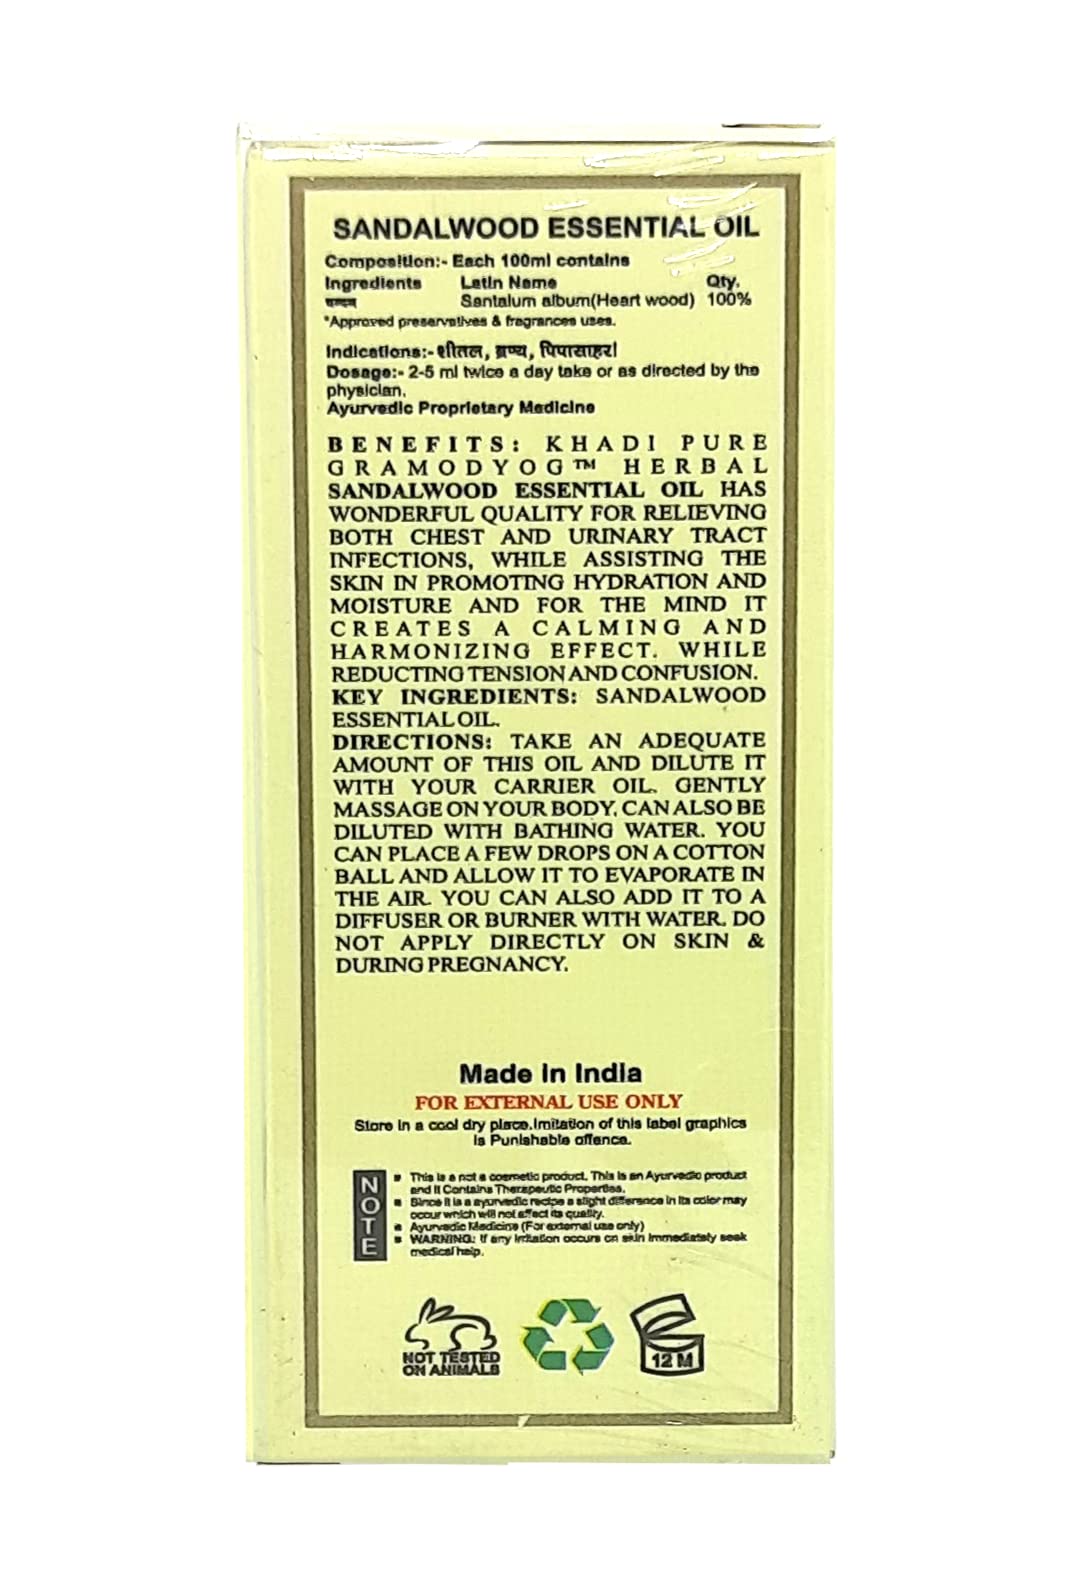 SANDALWOOD ESSENTIAL OIL
Composition:- Each 100ml contains
Ingredients Latin Name Qty.
चन्दन Santalum album(Heart wood) 100%
*Approved preservatives & fragrances uses.
Indications:- शीतल, व्रण्य, पिपासाहर।
Dosage:- 2-5 ml twice a day take or as directed by the
physician.
Ayurvedic Proprietary Medicine
BENEFITS: KHADI PURE
GRAMODYOG™ HERBAL
SANDALWOOD ESSENTIAL OIL HAS
WONDERFUL QUALITY FOR RELIEVING
BOTH CHEST AND URINARY TRACT
INFECTIONS, WHILE ASSISTING THE
SKIN IN PROMOTING HYDRATION AND
MOISTURE AND FOR THE MIND IT
CREATES A CALMING AND
HARMONIZING EFFECT. WHILE
REDUCTING TENSION AND CONFUSION.
KEY INGREDIENTS: SANDALWOOD
ESSENTIAL OIL.
DIRECTIONS: TAKE AN ADEQUATE
AMOUNT OF THIS OIL AND DILUTE IT
WITH YOUR CARRIER OIL. GENTLY
MASSAGE ON YOUR BODY. CAN ALSO BE
DILUTED WITH BATHING WATER. YOU
CAN PLACE A FEW DROPS ON A COTTON
BALL AND ALLOW IT TO EVAPORATE IN
THE AIR. YOU CAN ALSO ADD IT TO A
DIFFUSER OR BURNER WITH WATER. DO
NOT APPLY DIRECTLY ON SKIN &
DURING PREGNANCY.
Made In India
FOR EXTERNAL USE ONLY
Store in a cool dry place.Imitation of this label graphics
is Punishable offence.
NOTE
This is a not a cosmetic product. This is an Ayurvedic product
and It Contains Therapeutic Properties.
Since it is a ayurvedic recipe a slight difference in its color may
occur which will not affect its quality.
Ayurvedic Medicine (For external use only)
WARNING: If any irritation occurs on skin immediately seek
medical help.
NOT TESTED
ON ANIMALS
12 M